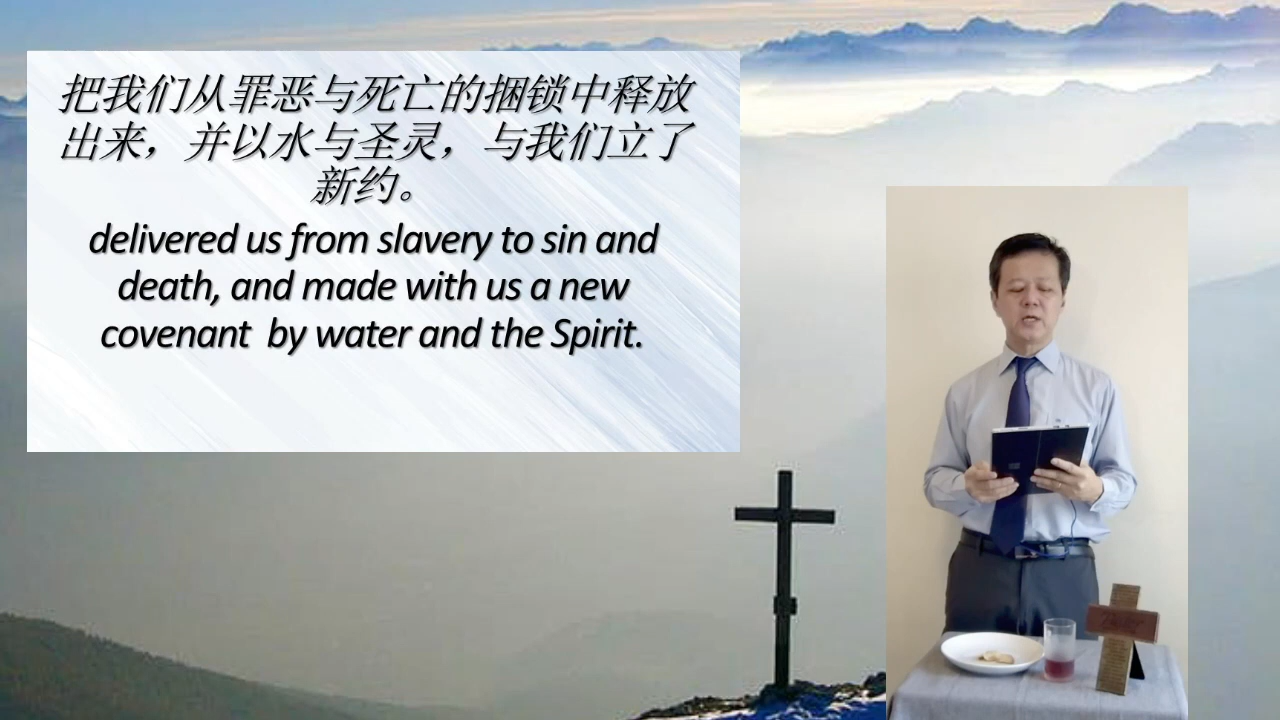 把我们从罪恶与死亡的捆锁中释放
出来，并以水与圣灵，与我们立了
新约。
delivered us from slavery to sin and
death, and made with us a new
covenant by water and the Spirit.